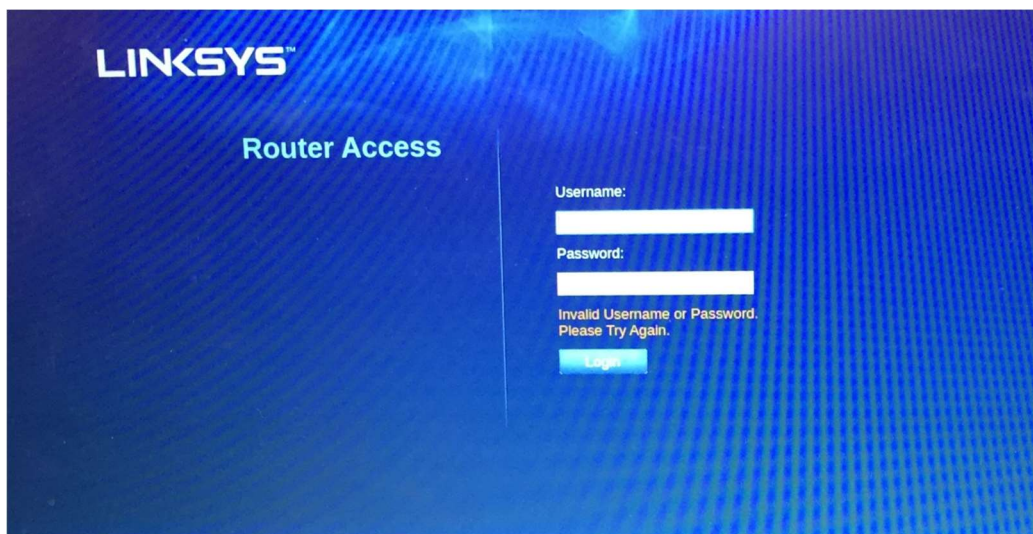 LINKSYS™
Router Access
Username:
Password:
Invalid Username or Password.
Please Try Again.
Login